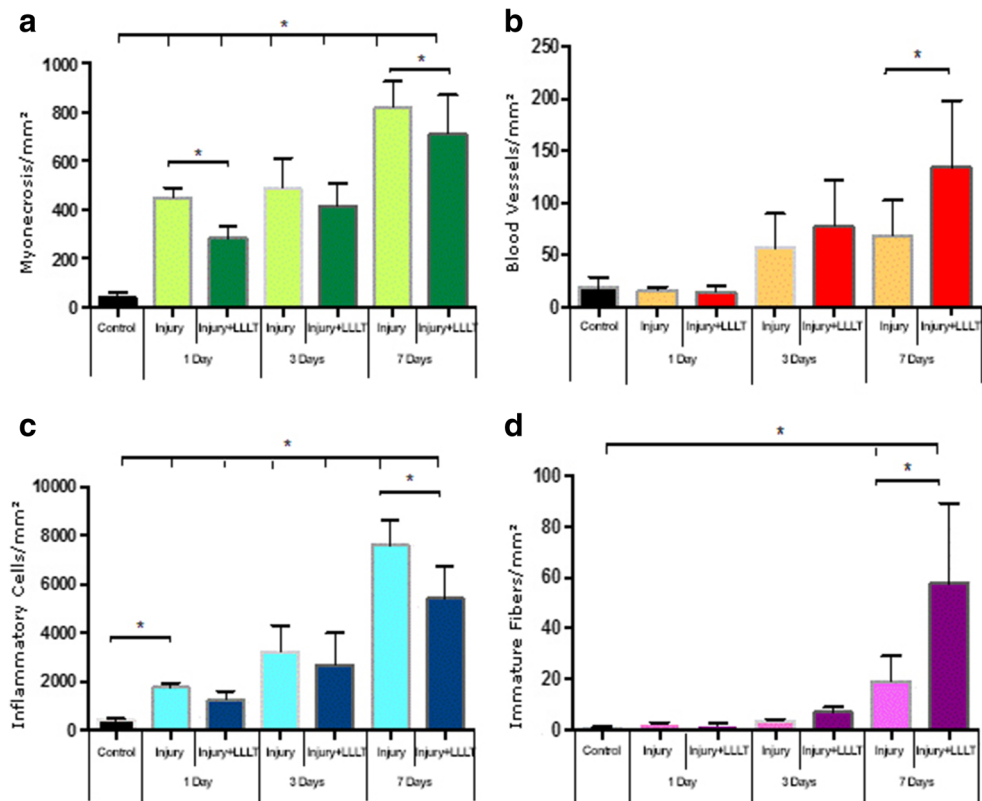 a
*
1000
800
600
400
200
0
Myonecrosis/mm²
*
*
Control Injury Injury+LLLT Injury Injury+LLLT Injury Injury+LLLT
1 Day 3 Days 7 Days
b
250
200
150
100
50
0
Blood Vessels/mm²
*
Control Injury Injury+LLLT Injury Injury+LLLT Injury Injury+LLLT
1 Day 3 Days 7 Days
c
*
10000
8000
6000
4000
2000
0
Inflammatory Cells/mm²
*
*
Control Injury Injury+LLLT Injury Injury+LLLT Injury Injury+LLLT
1 Day 3 Days 7 Days
d
*
100
80
60
40
20
0
Immature Fibers/mm²
*
Control Injury Injury+LLLT Injury Injury+LLLT Injury Injury+LLLT
1 Day 3 Days 7 Days